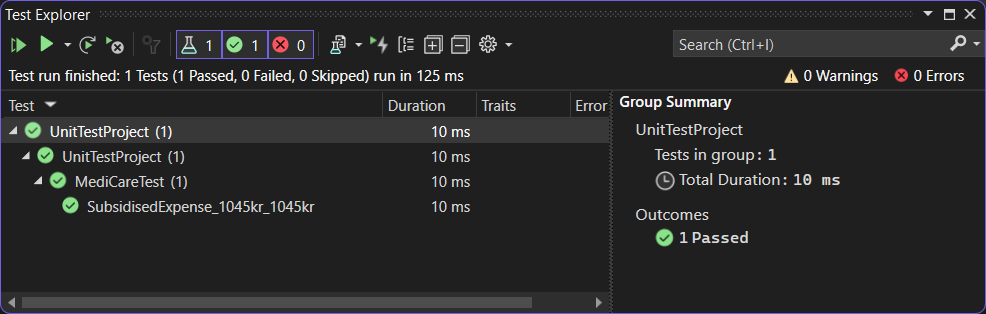 Test Explorer
1 1 0 Search (Ctrl+I)
Test run finished: 1 Tests (1 Passed, 0 Failed, 0 Skipped) run in 125 ms 0 Warnings 0 Errors
Test Duration Traits Error
UnitTestProject (1) 10 ms
UnitTestProject (1) 10 ms
MediCareTest (1) 10 ms
SubsidisedExpense_1045kr_1045kr 10 ms
Group Summary
UnitTestProject
Tests in group: 1
Total Duration: 10 ms
Outcomes
1 Passed